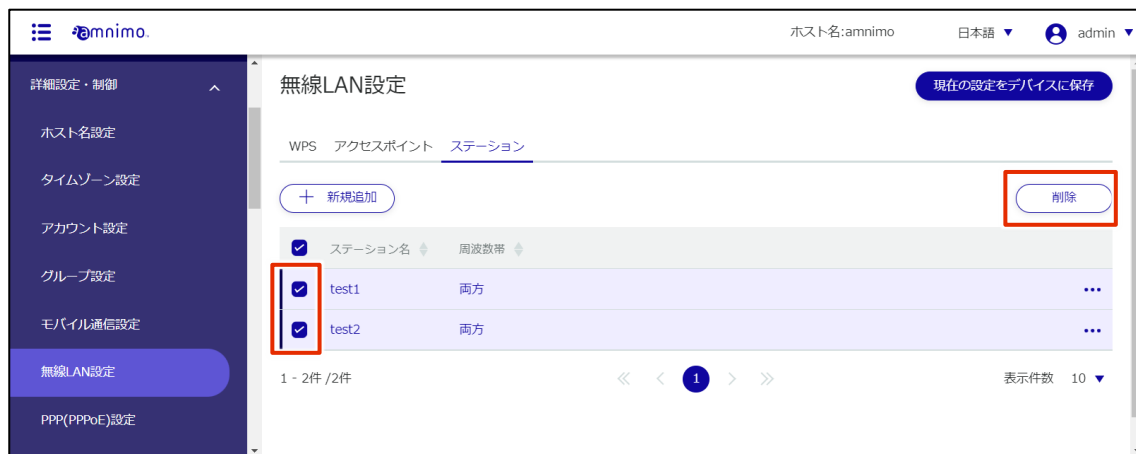 amnimo.
ホスト名:amnimo
日本語 ▼
admin ▼
詳細設定・制御
ホスト名設定
タイムゾーン設定
アカウント設定
グループ設定
モバイル通信設定
無線LAN設定
PPP(PPPoE)設定
無線LAN設定
現在の設定をデバイスに保存
WPS アクセスポイント ステーション
＋ 新規追加
削除
ステーション名 周波数帯
test1 両方 •••
test2 両方 •••
1 - 2件 /2件
≪ < 1 > ≫
表示件数 10 ▼